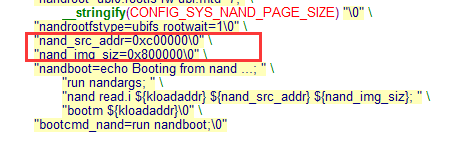 __stringify(CONFIG_SYS_NAND_PAGE_SIZE) "\0" \
"nandrootfstype=ubifs rootwait=1\0" \
"nand_src_addr=0xc00000\0" \
"nand_img_siz=0x800000\0" \
"nandboot=echo Booting from nand ...; " \
"run nandargs; " \
"nand read.i ${kloadaddr} ${nand_src_addr} ${nand_img_siz}; " \
"bootm ${kloadaddr}\0" \
"bootcmd_nand=run nandboot;\0"